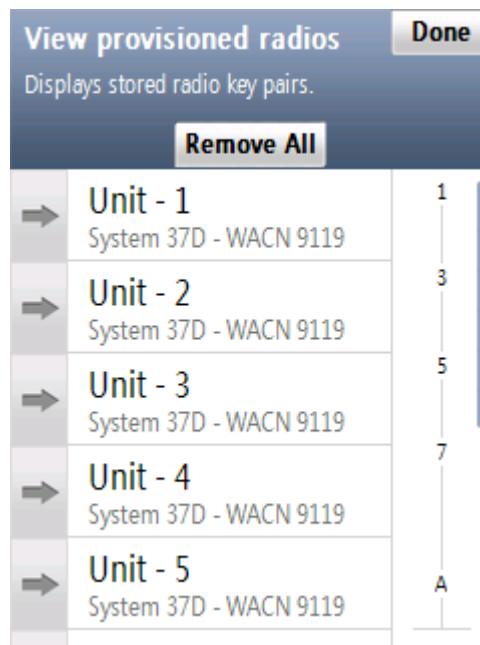 View provisioned radios
Done
Displays stored radio key pairs.
Remove All
Unit - 1
System 37D - WACN 9119
Unit - 2
System 37D - WACN 9119
Unit - 3
System 37D - WACN 9119
Unit - 4
System 37D - WACN 9119
Unit - 5
System 37D - WACN 9119
1
3
5
7
A